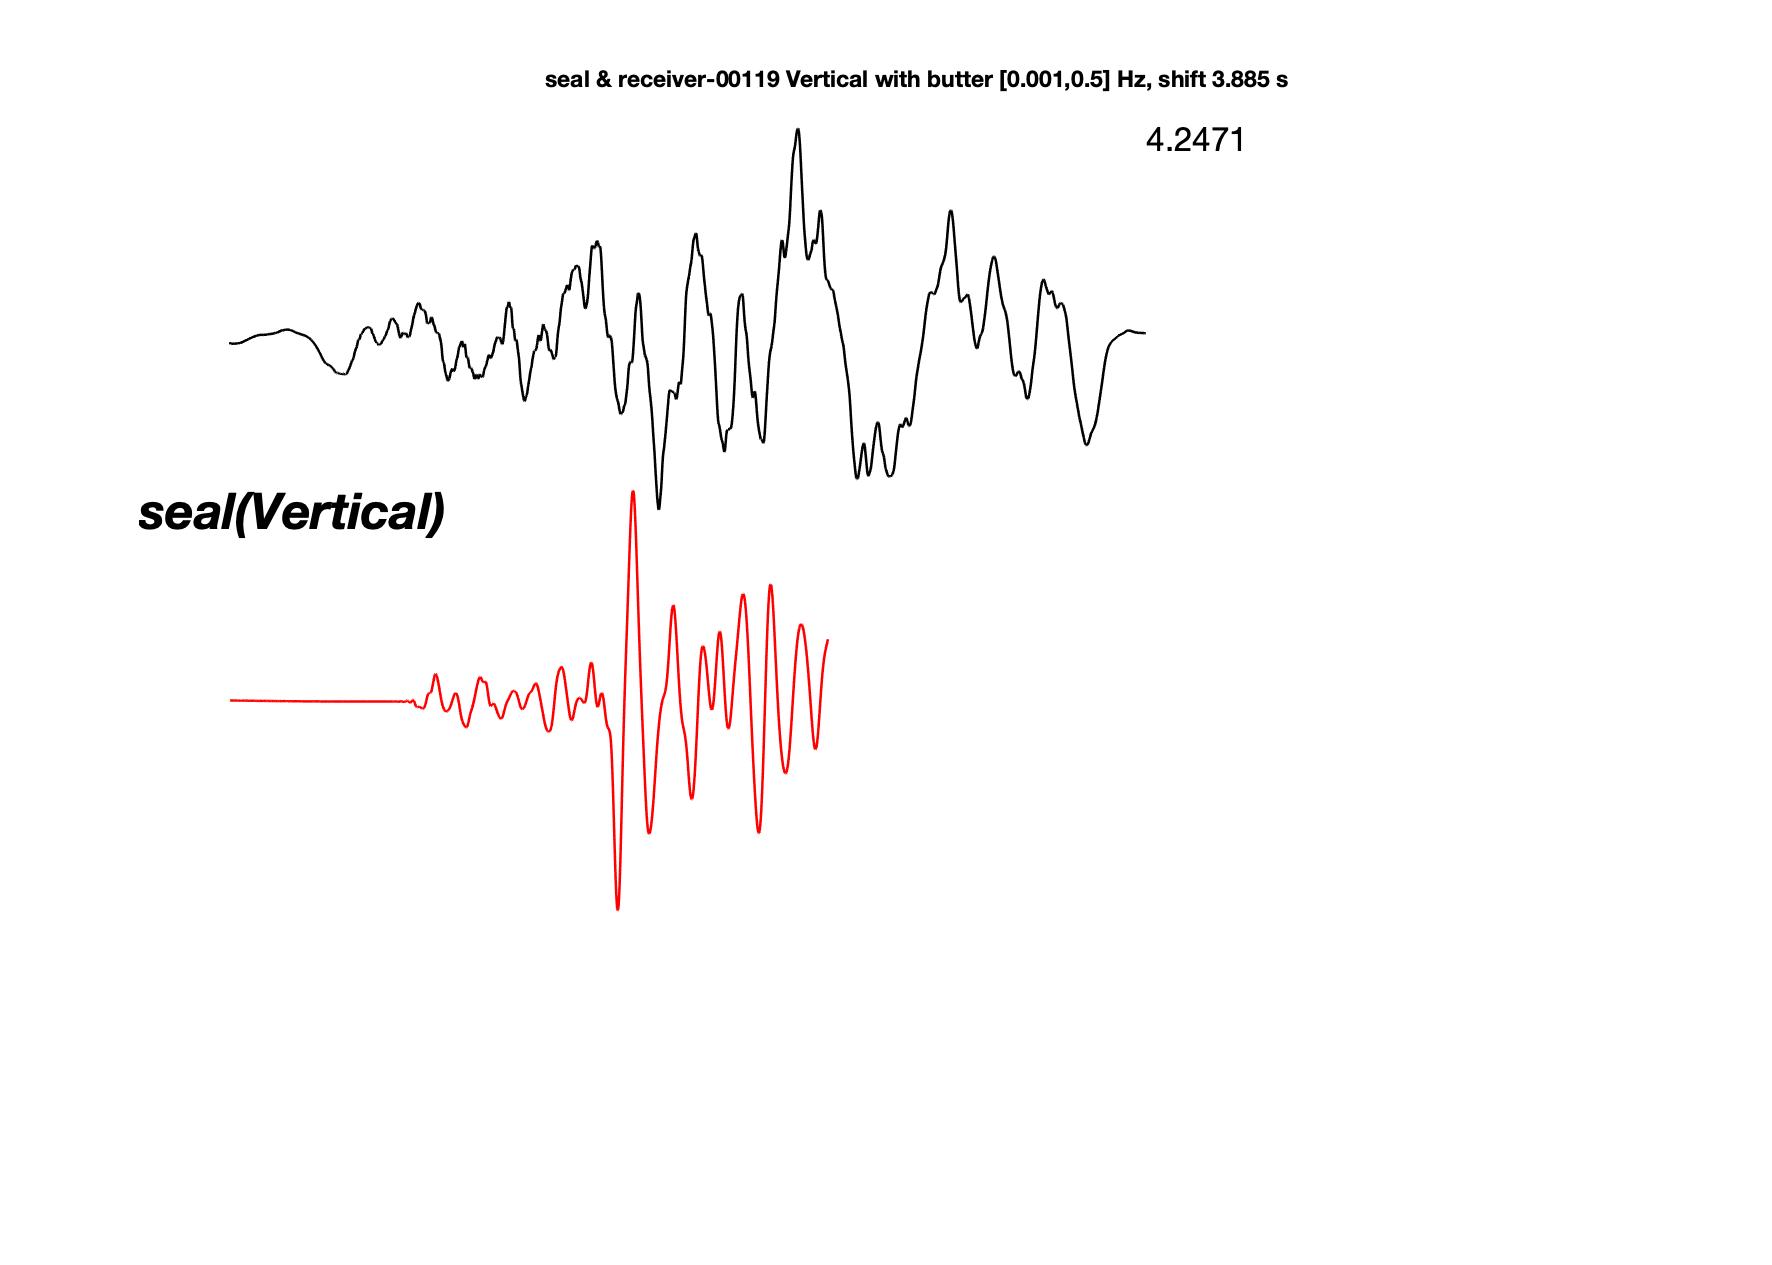 seal & receiver-00119 Vertical with butter [0.001,0.5] Hz, shift 3.885 s
4.2471
seal(Vertical)